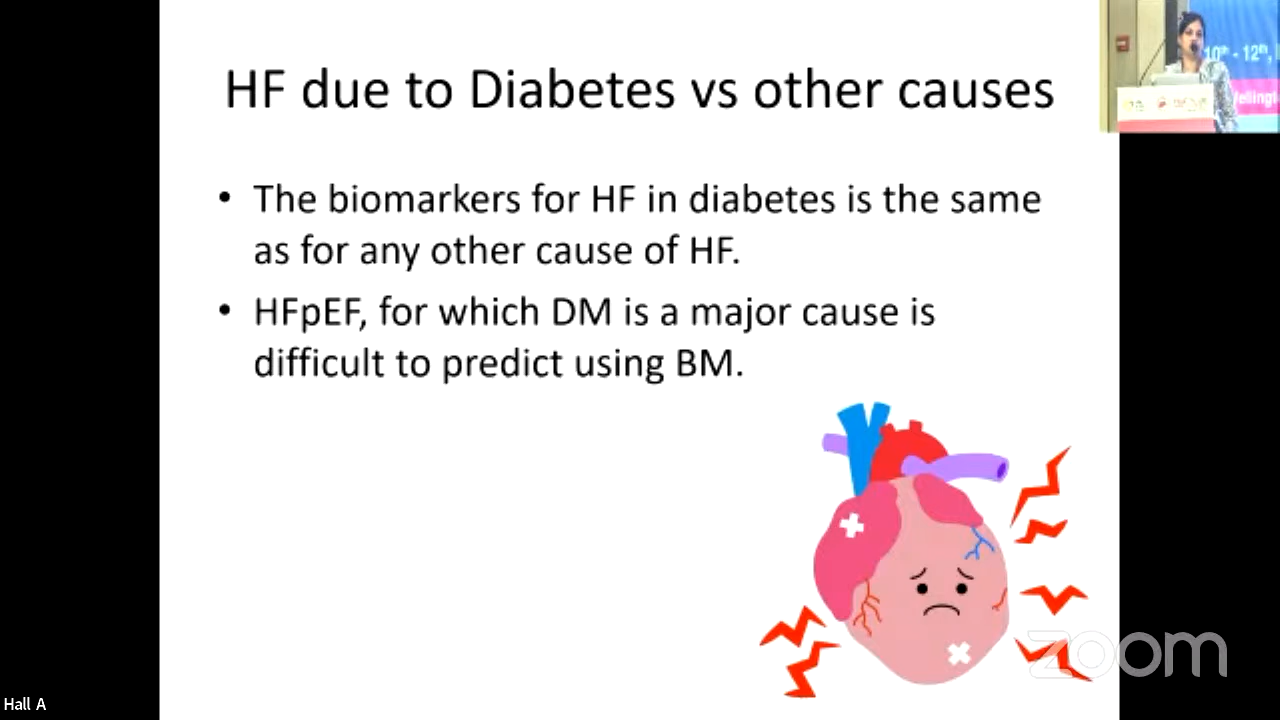 HF due to Diabetes vs other causes
• The biomarkers for HF in diabetes is the same
as for any other cause of HF.
• HFpEF, for which DM is a major cause is
difficult to predict using BM.
10th - 12th,
zoom
Hall A